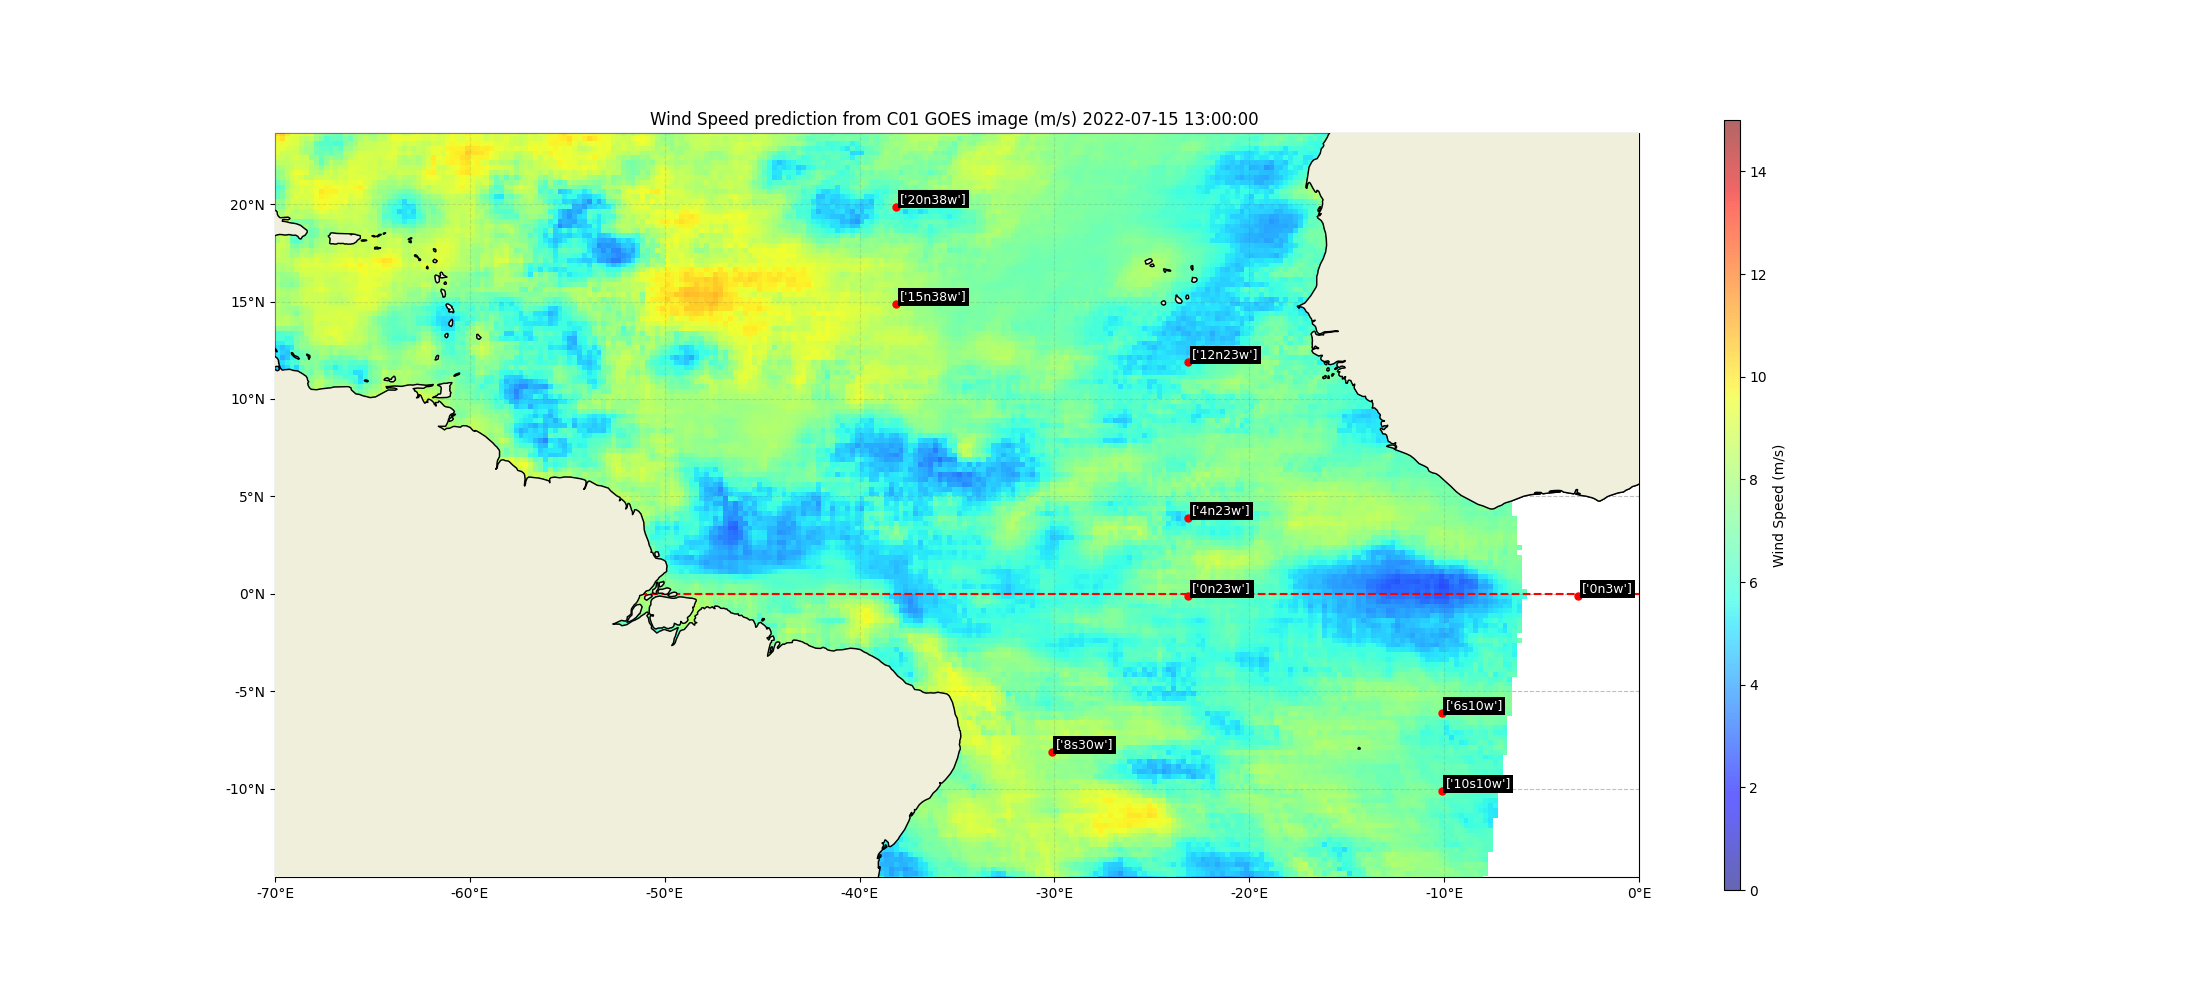 Wind Speed prediction from C01 GOES image (m/s) 2022-07-15 13:00:00
20°N
15°N
10°N
5°N
0°N
-5°N
-10°N
-70°E
-60°E
-50°E
-40°E
-30°E
-20°E
-10°E
0°E
['20n38w']
['15n38w']
['12n23w']
['4n23w']
['0n23w']
['0n3w']
['6s10w']
['8s30w']
['10s10w']
14
12
10
8
6
4
2
0
Wind Speed (m/s)